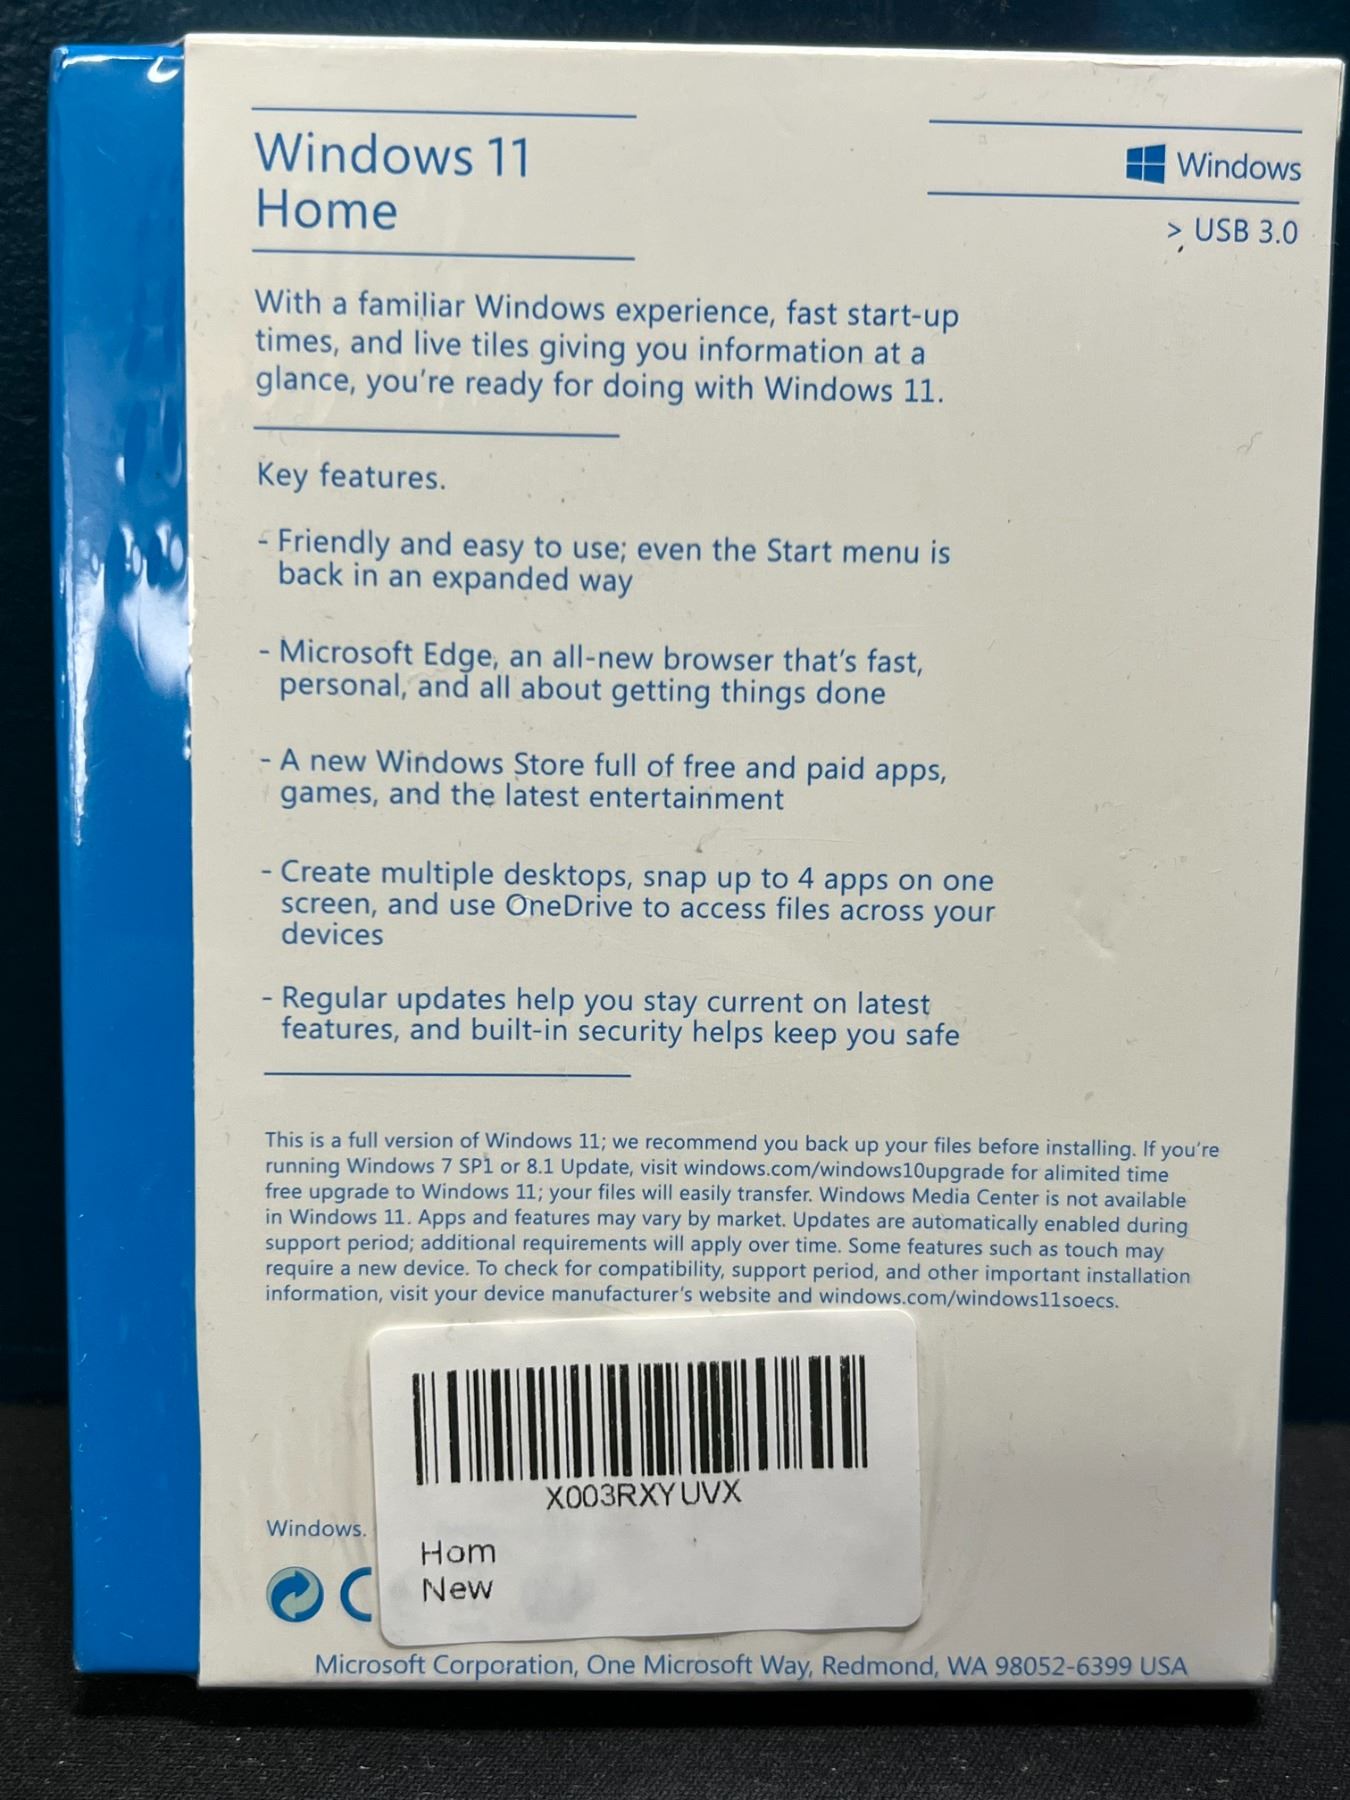 Windows 11
Home
Windows
> USB 3.0
With a familiar Windows experience, fast start-up
times, and live tiles giving you information at a
glance, you're ready for doing with Windows 11.
Key features.
- Friendly and easy to use; even the Start menu is
back in an expanded way
- Microsoft Edge, an all-new browser that's fast,
personal, and all about getting things done
- A new Windows Store full of free and paid apps,
games, and the latest entertainment
- Create multiple desktops, snap up to 4 apps on one
screen, and use OneDrive to access files across your
devices
- Regular updates help you stay current on latest
features, and built-in security helps keep you safe
This is a full version of Windows 11; we recommend you back up your files before installing. If you're
running Windows 7 SP1 or 8.1 Update, visit windows.com/windows10upgrade for alimited time
free upgrade to Windows 11; your files will easily transfer. Windows Media Center is not available
in Windows 11. Apps and features may vary by market. Updates are automatically enabled during
support period; additional requirements will apply over time. Some features such as touch may
require a new device. To check for compatibility, support period, and other important installation
information, visit your device manufacturer's website and windows.com/windows11soecs.
X003RXYUVX
Hom
New
Windows.
Microsoft Corporation, One Microsoft Way, Redmond, WA 98052-6399 USA